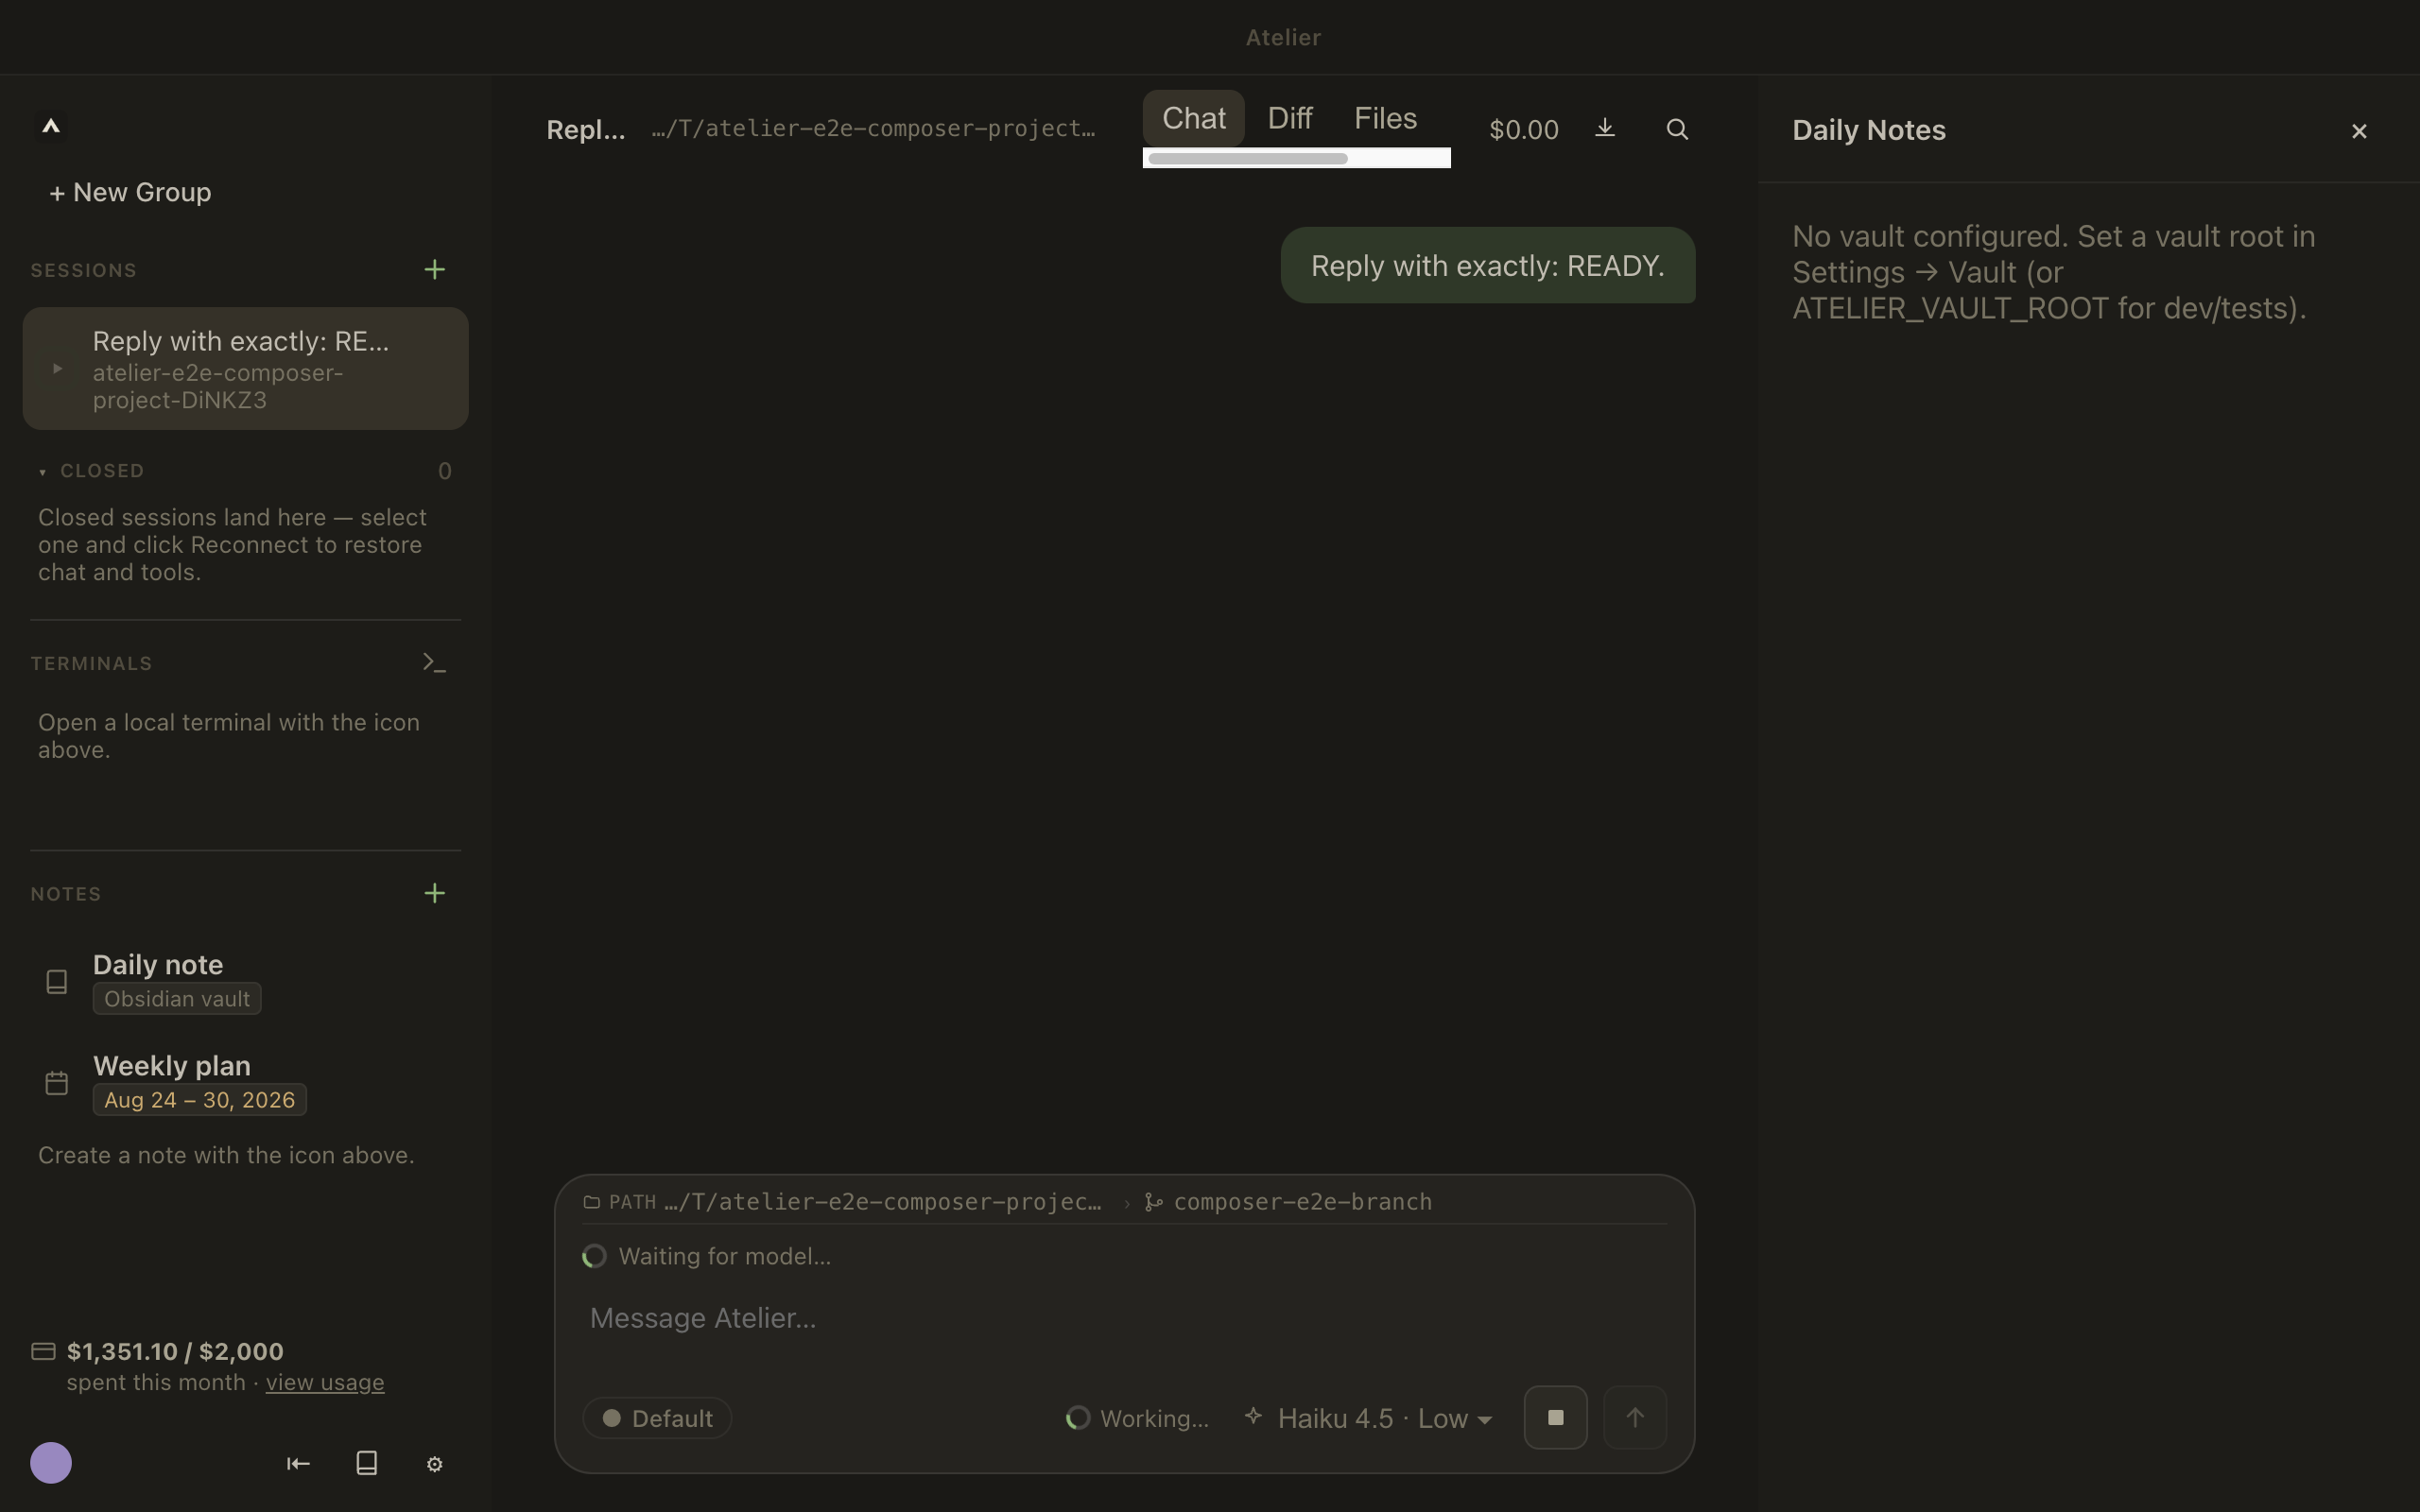 Atelier
+ New Group
SESSIONS
Reply with exactly: RE...
atelier-e2e-composer-
project-DiNKZ3
CLOSED 0
Closed sessions land here — select
one and click Reconnect to restore
chat and tools.
TERMINALS
Open a local terminal with the icon
above.
NOTES
Daily note
Obsidian vault
Weekly plan
Aug 24 – 30, 2026
Create a note with the icon above.
$1,351.10 / $2,000
spent this month · view usage
Repl... …/T/atelier-e2e-composer-project… Chat Diff Files $0.00
Reply with exactly: READY.
PATH …/T/atelier-e2e-composer-projec… › composer-e2e-branch
Waiting for model...
Message Atelier...
Default Working... Haiku 4.5 · Low
Daily Notes
No vault configured. Set a vault root in
Settings → Vault (or
ATELIER_VAULT_ROOT for dev/tests).